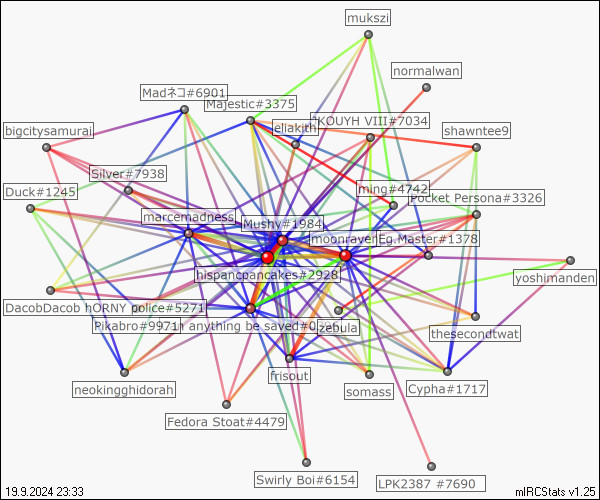 mukszi
normalwan
Madネコ#6901
Majestic#3375
KOUYH VIII#7034
eliakith
bigcitysamurai
shawntee9
Silver#7938
ming#4742
Duck#1245
Pocket Persona#3326
marcemadness
Mushy#1984
moonraven
Eg.Master#1378
hispancpancakes#2928
yoshimanden
DacobDacob hORNY police#5271
Pikabro#9971
h anything be saved#0
zebula
thesecondtwat
frisout
neokingghidorah
somass
Cypha#1717
Fedora Stoat#4479
Swirly Boi#6154
LPK2387 #7690
19.9.2024 23:33
mIRCStats v1.25